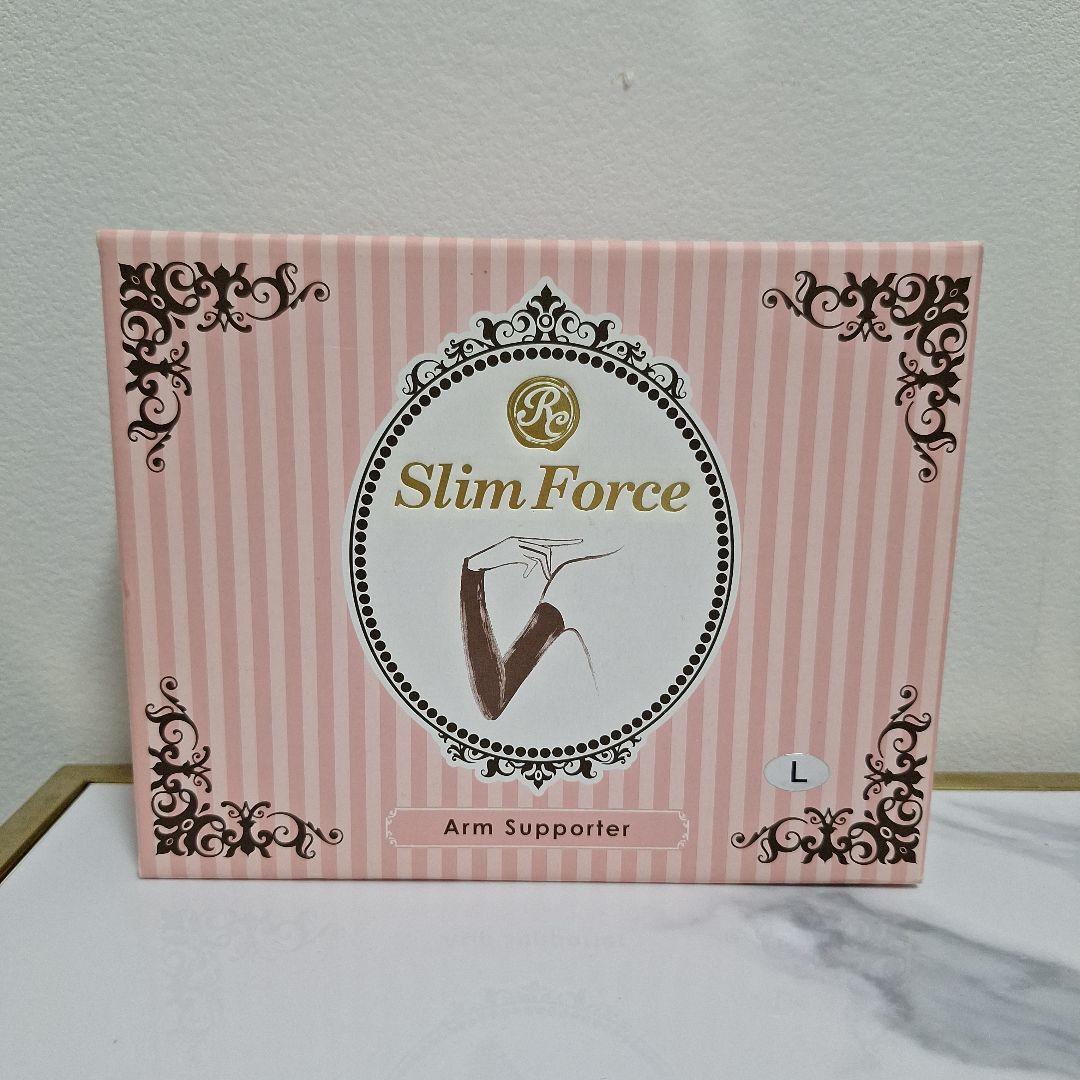 Rc
Slim Force
L
Arm Supporter